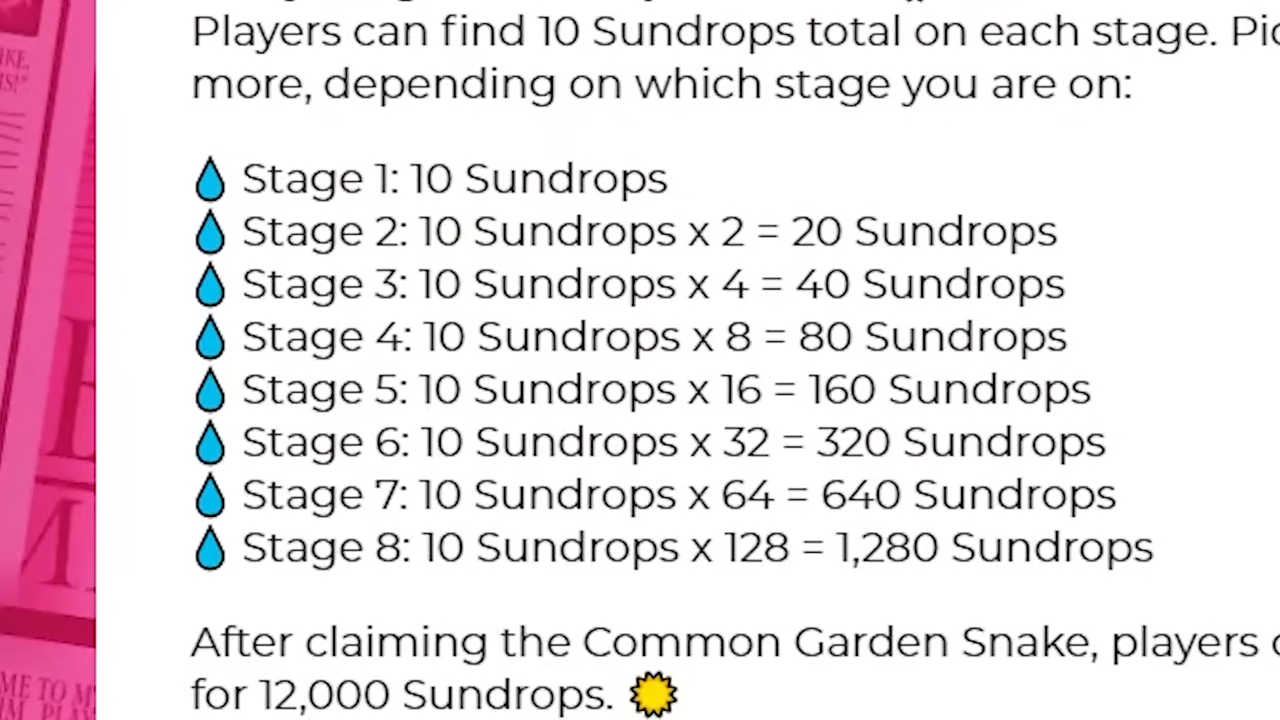 Players can find 10 Sundrops total on each stage.
more, depending on which stage you are on:
Stage 1: 10 Sundrops
Stage 2: 10 Sundrops x 2 = 20 Sundrops
Stage 3: 10 Sundrops x 4 = 40 Sundrops
Stage 4: 10 Sundrops x 8 = 80 Sundrops
Stage 5: 10 Sundrops x 16 = 160 Sundrops
Stage 6: 10 Sundrops x 32 = 320 Sundrops
Stage 7: 10 Sundrops x 64 = 640 Sundrops
Stage 8: 10 Sundrops x 128 = 1,280 Sundrops
After claiming the Common Garden Snake, players
for 12,000 Sundrops.
ME TO